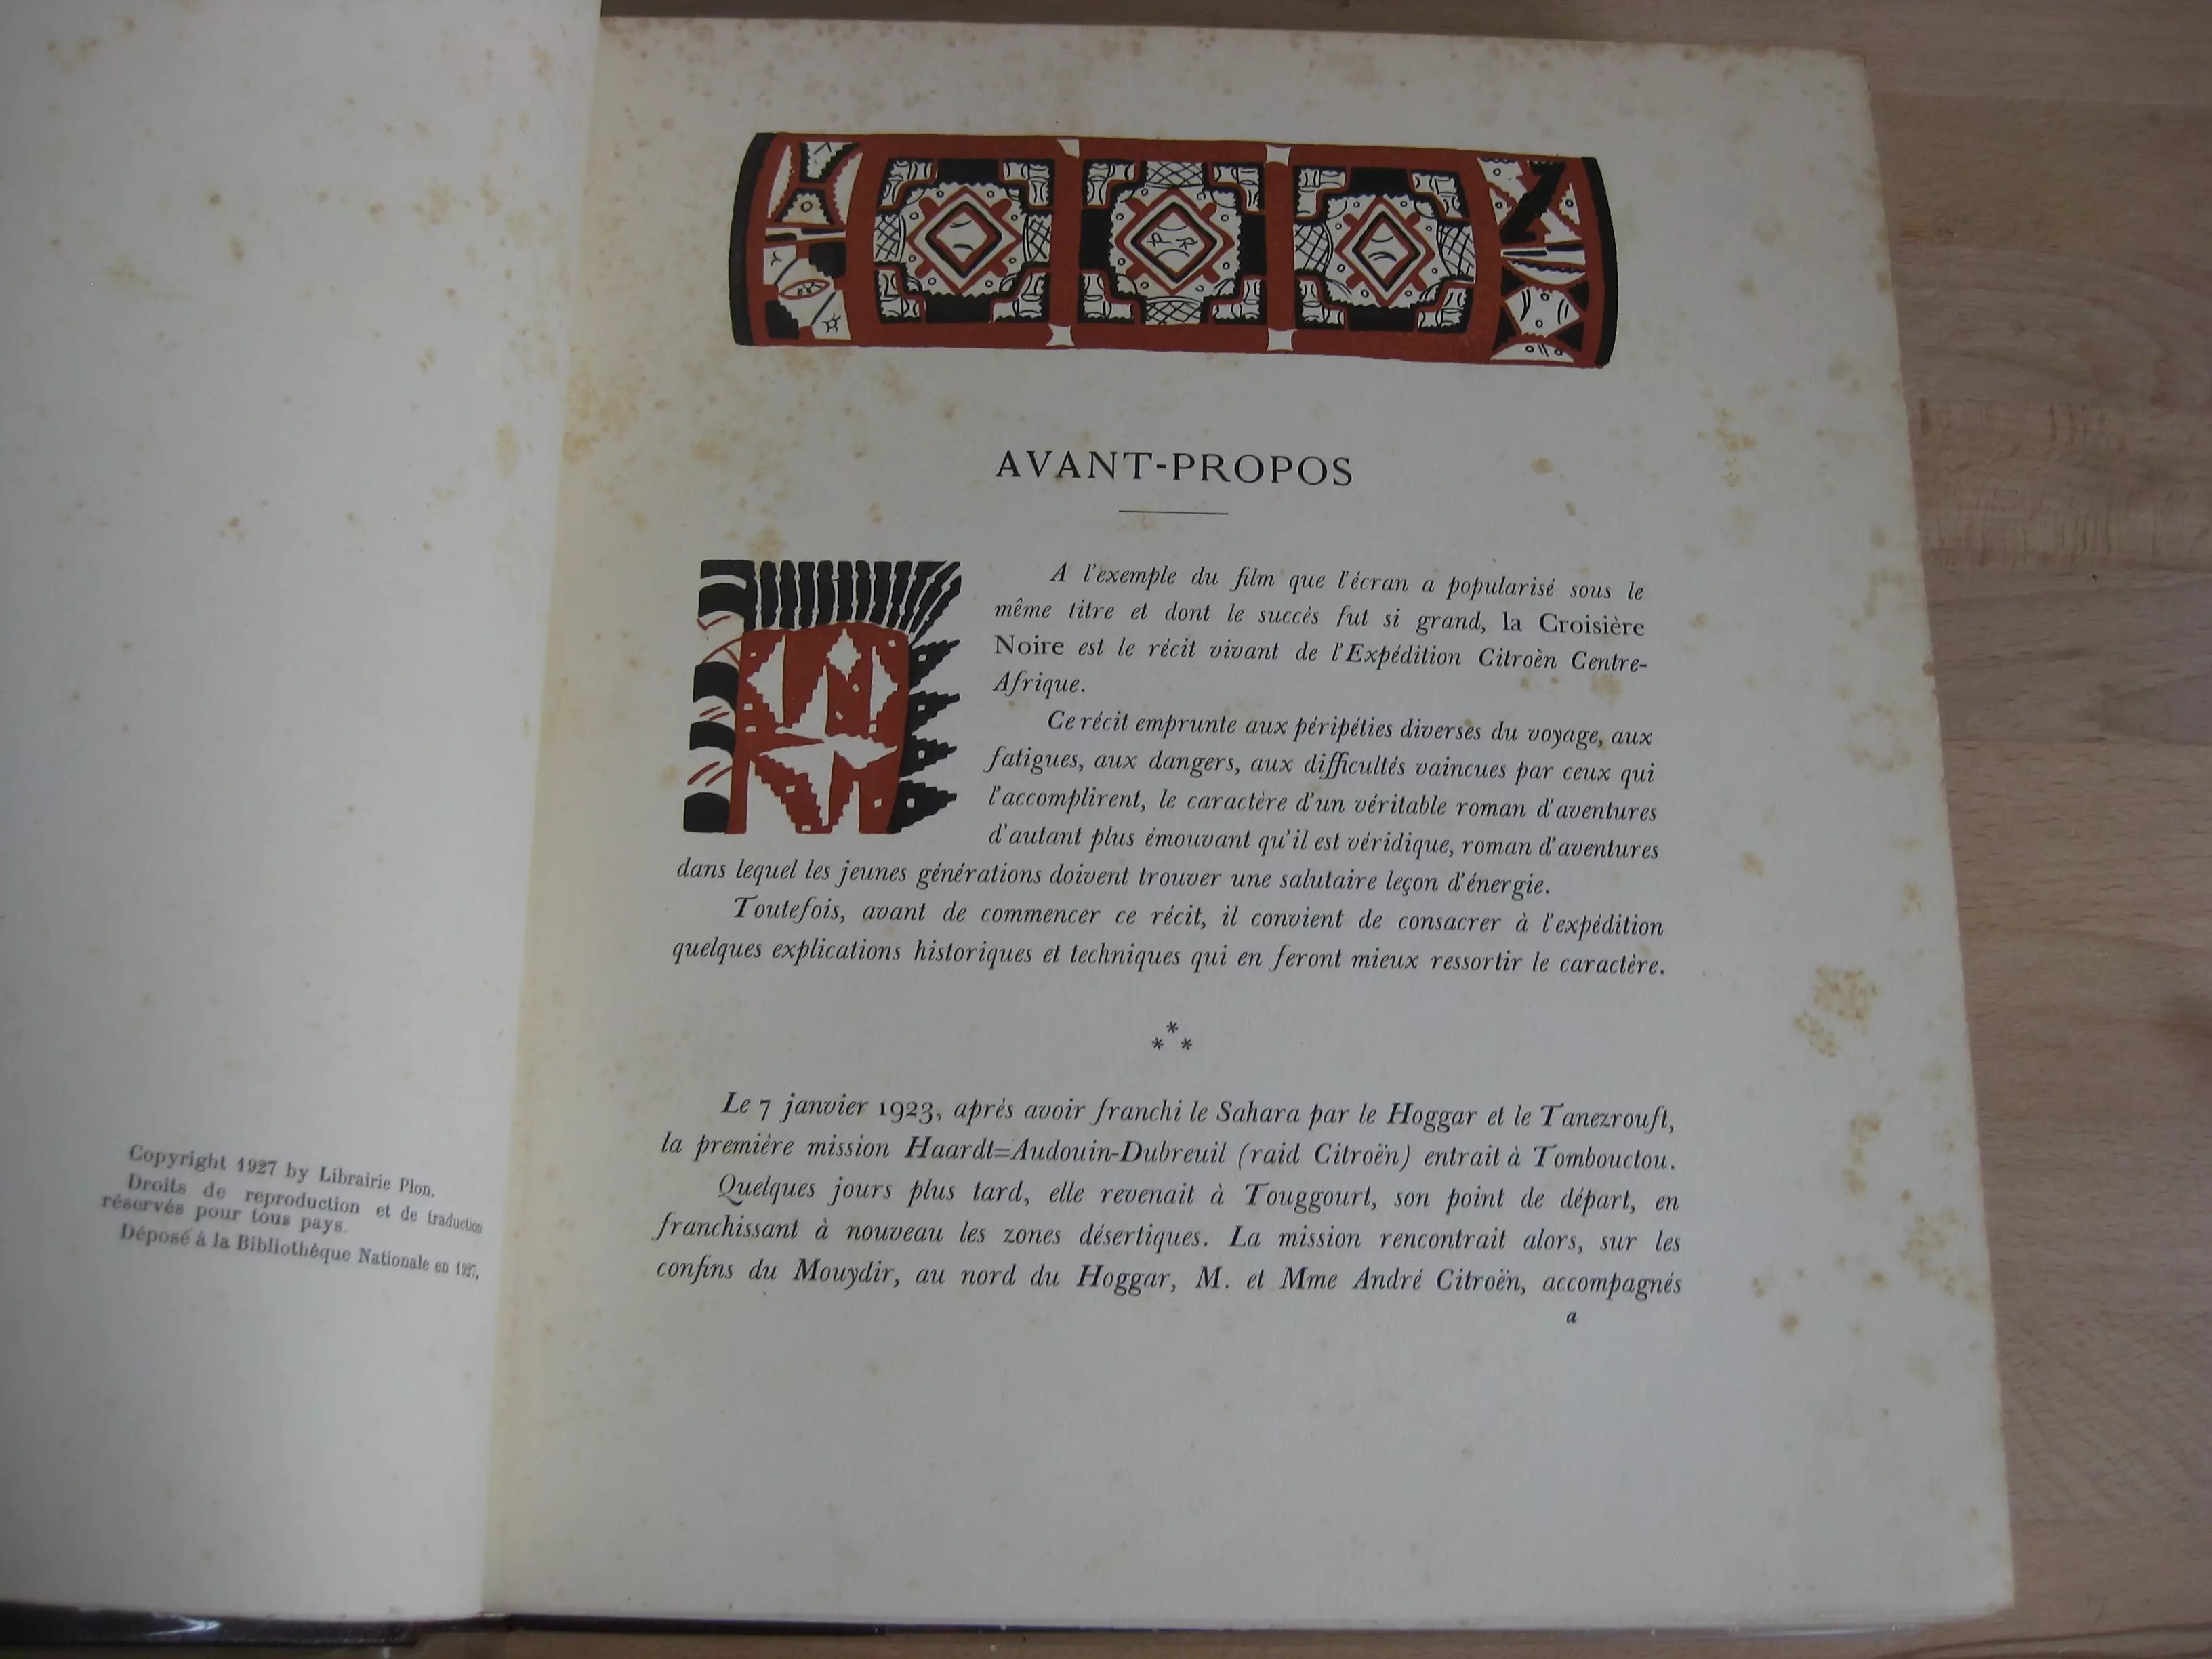 Copyright 1927 by Librairie Plon.
Droits de reproduction et de traduction
réservés pour tous pays.
Déposé à la Bibliothèque Nationale en 1927.
AVANT-PROPOS
A l'exemple du film que l'écran a popularisé sous le
même titre et dont le succès fut si grand, la Croisière
Noire est le récit vivant de l'Expédition Citroën Centre-
Afrique.
Ce récit emprunte aux péripéties diverses du voyage, aux
fatigues, aux dangers, aux difficultés vaincues par ceux qui
l'accomplirent, le caractère d'un véritable roman d'aventures
d'autant plus émouvant qu'il est véridique, roman d'aventures
dans lequel les jeunes générations doivent trouver une salutaire leçon d'énergie.
Toutefois, avant de commencer ce récit, il convient de consacrer à l'expédition
quelques explications historiques et techniques qui en feront mieux ressortir le caractère.
*
* *
Le 7 janvier 1923, après avoir franchi le Sahara par le Hoggar et le Tanezrouft,
la première mission Haardt=Audouin-Dubreuil (raid Citroën) entrait à Tombouctou.
Quelques jours plus tard, elle revenait à Touggourt, son point de départ, en
franchissant à nouveau les zones désertiques. La mission rencontrait alors, sur les
confins du Mouydir, au nord du Hoggar, M. et Mme André Citroën, accompagnés
a